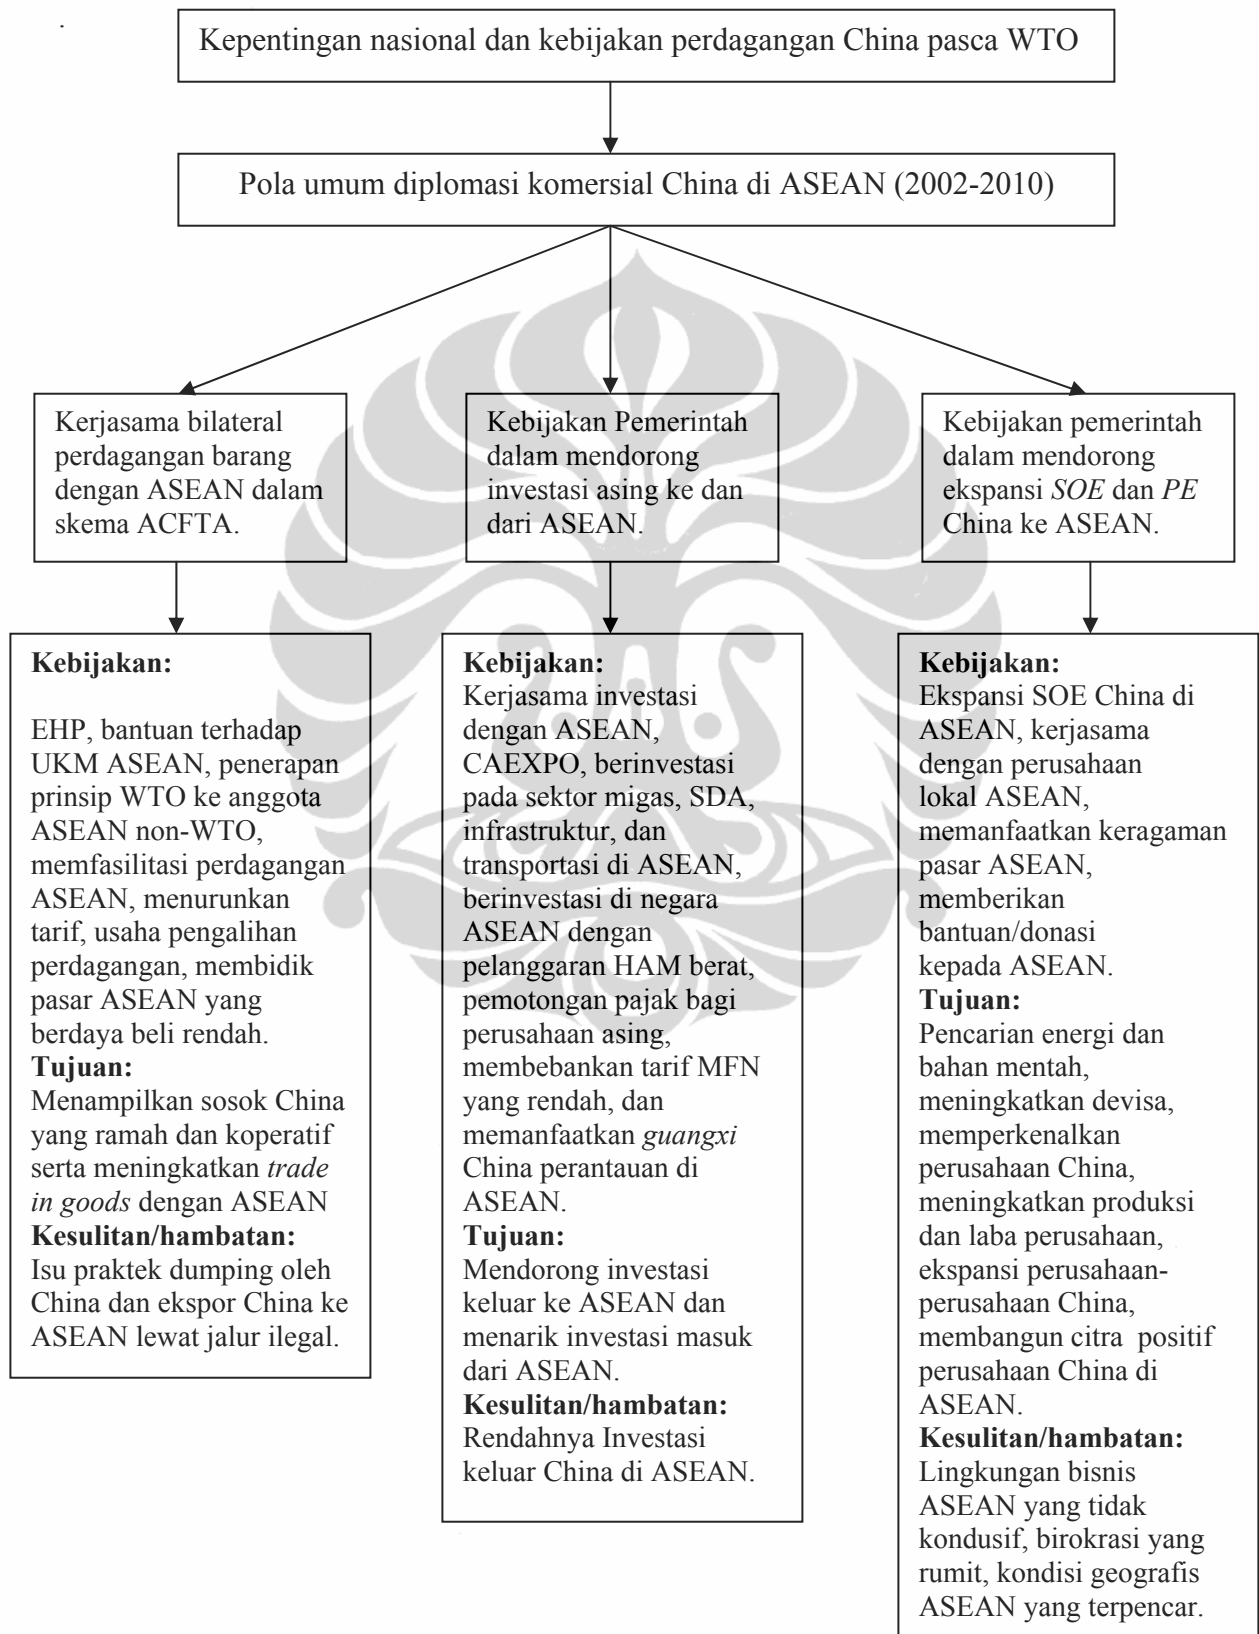 Kepentingan nasional dan kebijakan perdagangan China pasca WTO
Pola umum diplomasi komersial China di ASEAN (2002-2010)
Kerjasama bilateral
perdagangan barang
dengan ASEAN dalam
skema ACFTA.
Kebijakan Pemerintah
dalam mendorong
investasi asing ke dan
dari ASEAN.
Kebijakan pemerintah
dalam mendorong
ekspansi SOE dan PE
China ke ASEAN.
Kebijakan:
EHP, bantuan terhadap
UKM ASEAN, penerapan
prinsip WTO ke anggota
ASEAN non-WTO,
memfasilitasi perdagangan
ASEAN, menurunkan
tarif, usaha pengalihan
perdagangan, membidik
pasar ASEAN yang
berdaya beli rendah.
Tujuan:
Menampilkan sosok China
yang ramah dan koperatif
serta meningkatkan trade
in goods dengan ASEAN
Kesulitan/hambatan:
Isu praktek dumping oleh
China dan ekspor China ke
ASEAN lewat jalur ilegal.
Kebijakan:
Kerjasama investasi
dengan ASEAN,
CAEXPO, berinvestasi
pada sektor migas, SDA,
infrastruktur, dan
transportasi di ASEAN,
berinvestasi di negara
ASEAN dengan
pelanggaran HAM berat,
pemotongan pajak bagi
perusahaan asing,
membebankan tarif MFN
yang rendah, dan
memanfaatkan guangxi
China perantauan di
ASEAN.
Tujuan:
Mendorong investasi
keluar ke ASEAN dan
menarik investasi masuk
dari ASEAN.
Kesulitan/hambatan:
Rendahnya Investasi
keluar China di ASEAN.
Kebijakan:
Ekspansi SOE China di
ASEAN, kerjasama
dengan perusahaan
lokal ASEAN,
memanfaatkan keragaman
pasar ASEAN,
memberikan
bantuan/donasi
kepada ASEAN.
Tujuan:
Pencarian energi dan
bahan mentah,
meningkatkan devisa,
memperkenalkan
perusahaan China,
meningkatkan produksi
dan laba perusahaan,
ekspansi perusahaan-
perusahaan China,
membangun citra positif
perusahaan China di
ASEAN.
Kesulitan/hambatan:
Lingkungan bisnis
ASEAN yang tidak
kondusif, birokrasi yang
rumit, kondisi geografis
ASEAN yang terpencar.